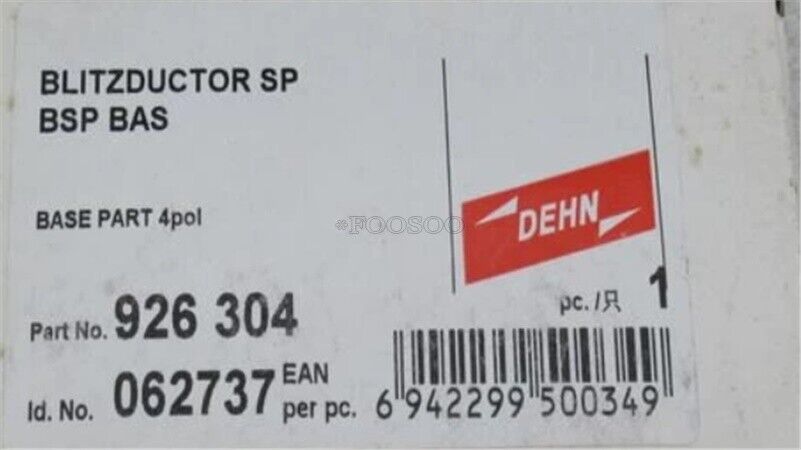 BLITZDUCTOR SP
BSP BAS
BASE PART 4pol
*FOOSOO
DEHN
pc./只 1
Part No. 926 304
Id. No. 062737 EAN per pc.
6 942299 500349